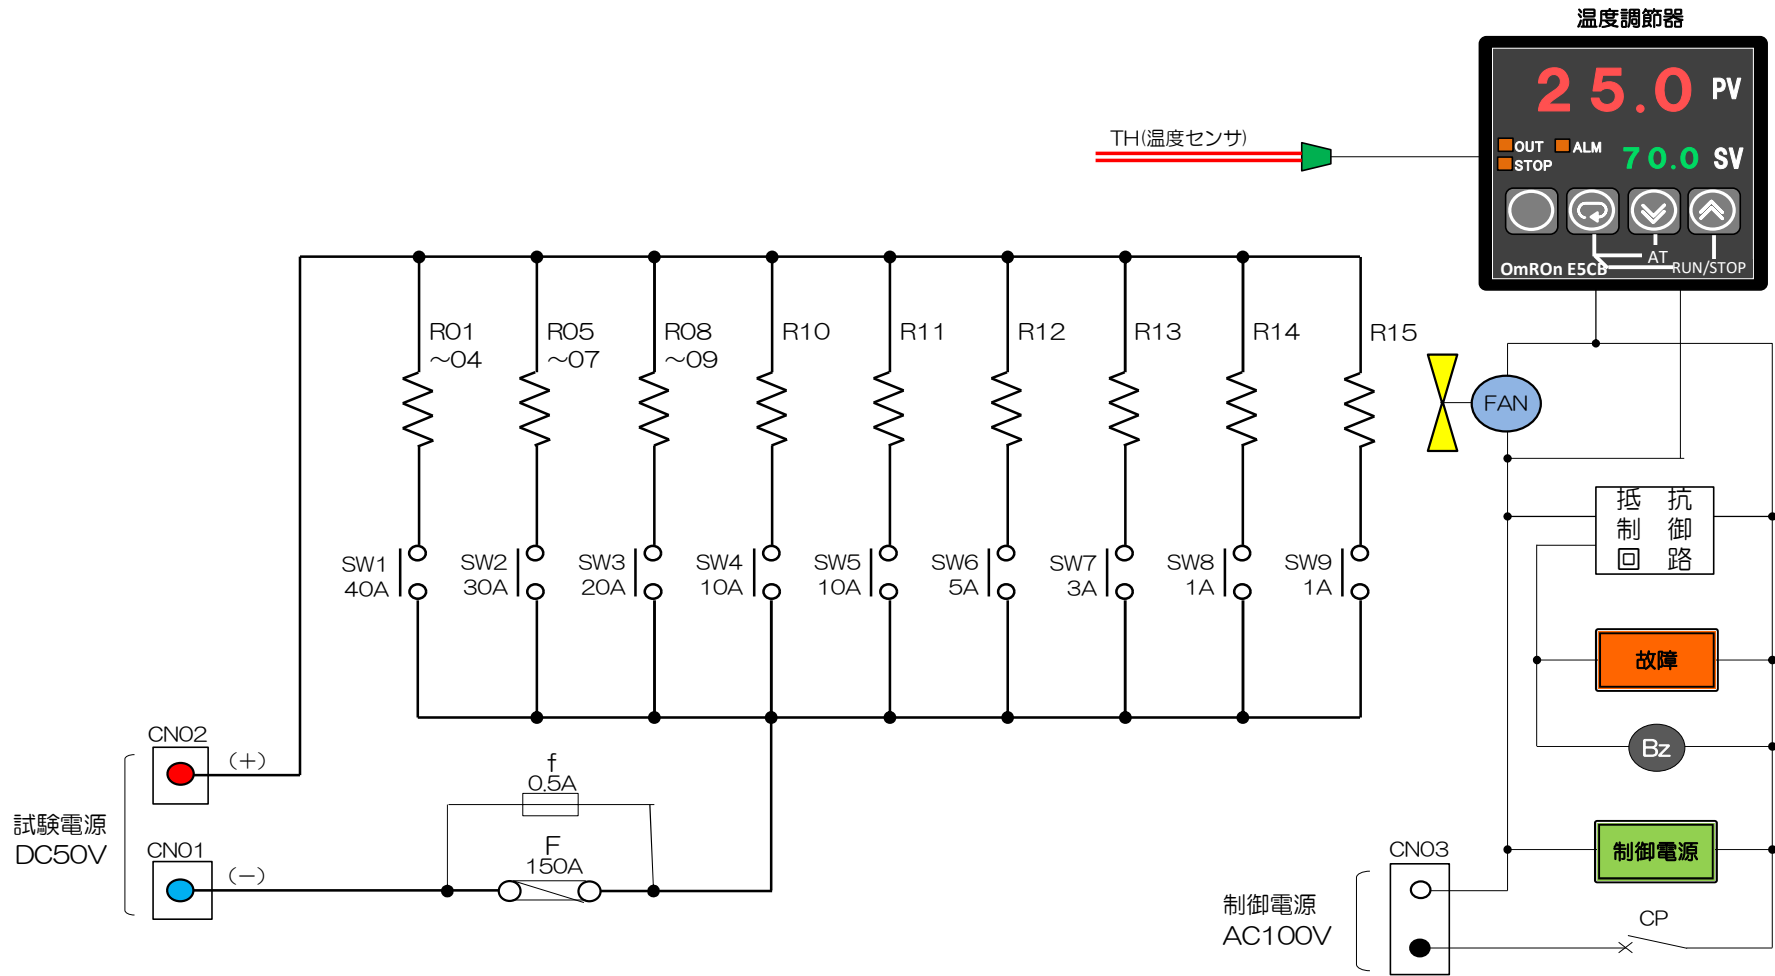 温度調節器
25.0 PV
TH(温度センサ)
OUT ALM
STOP
70.0 SV
AT
OmROn E5CB
RUN/STOP
R01
～04
R05
～07
R08
～09
R10
R11
R12
R13
R14
R15
FAN
抵抗
制御
回路
SW1
40A
SW2
30A
SW3
20A
SW4
10A
SW5
10A
SW6
5A
SW7
3A
SW8
1A
SW9
1A
故障
CN02
(＋)
Bz
f
0.5A
試験電源
DC50V
F
150A
CN01
(－)
制御電源
CN03
制御電源
AC100V
CP